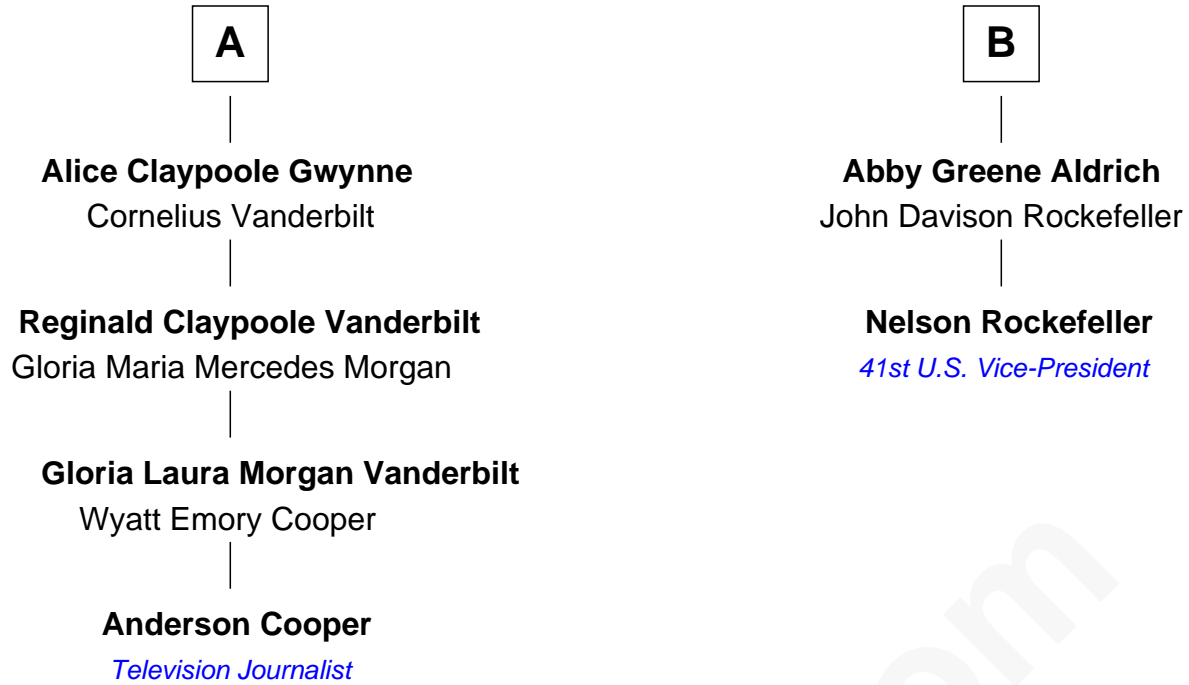 A
Alice Claypoole Gwynne
Cornelius Vanderbilt
Reginald Claypoole Vanderbilt
Gloria Maria Mercedes Morgan
Gloria Laura Morgan Vanderbilt
Wyatt Emory Cooper
Anderson Cooper
Television Journalist
B
Abby Greene Aldrich
John Davison Rockefeller
Nelson Rockefeller
41st U.S. Vice-President
om